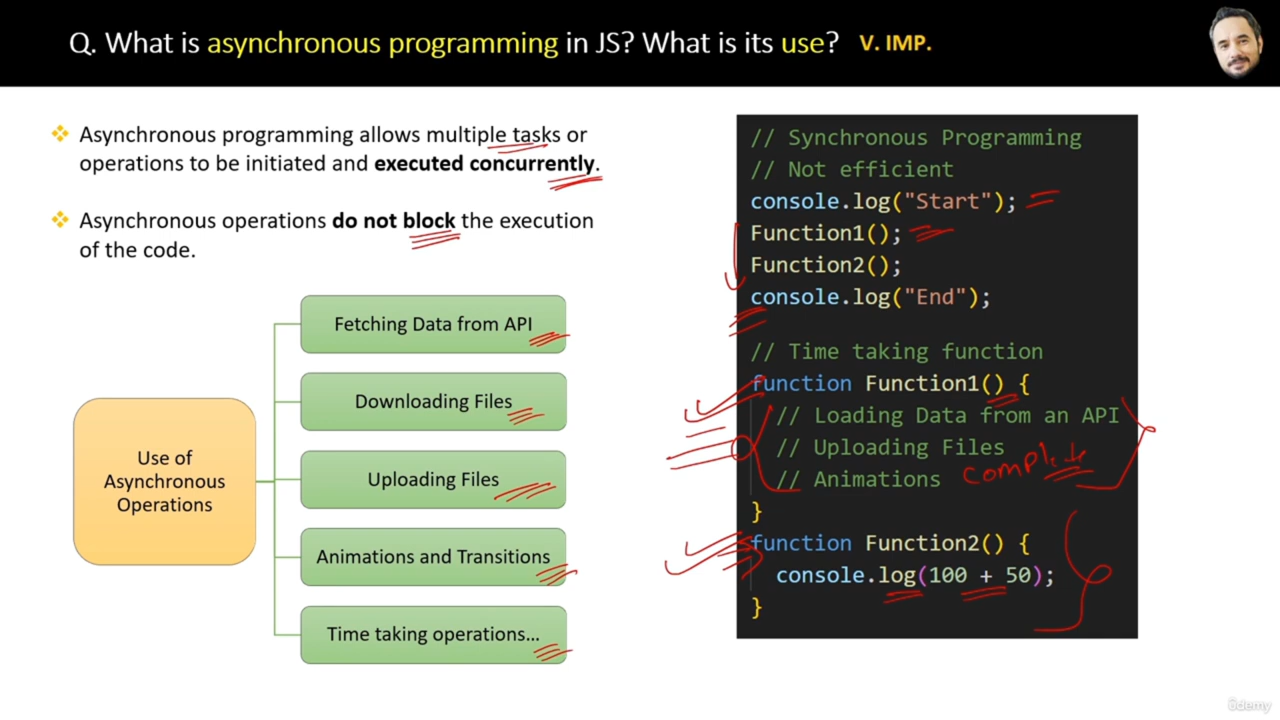 Q. What is asynchronous programming in JS? What is its use? V. IMP.
Asynchronous programming allows multiple tasks or
operations to be initiated and executed concurrently.
Asynchronous operations do not block the execution
of the code.
Use of
Asynchronous
Operations
Fetching Data from API
Downloading Files
Uploading Files
Animations and Transitions
Time taking operations...
// Synchronous Programming
// Not efficient
console.log("Start");
Function1();
Function2();
console.log("End");
// Time taking function
function Function1() {
// Loading Data from an API
// Uploading Files
// Animations complete
}
function Function2() {
console.log(100 + 50);
}
ûdemy